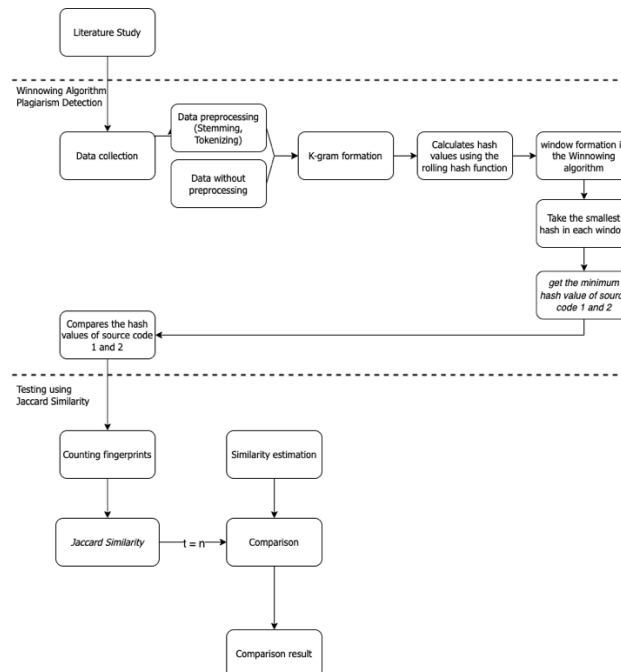 Literature Study
Winnowing Algorithm
Plagiarism Detection
Data collection
Data preprocessing
(Stemming,
Tokenizing)
Data without
preprocessing
K-gram formation
Calculates hash
values using the
rolling hash function
window formation i
the Winnowing
algorithm
Take the smallest
hash in each windo
get the minimum
hash value of sourc
code 1 and 2
Compares the hash
values of source code
1 and 2
Testing using
Jaccard Similarity
Counting fingerprints
Similarity estimation
Jaccard Similarity
t = n
Comparison
Comparison result